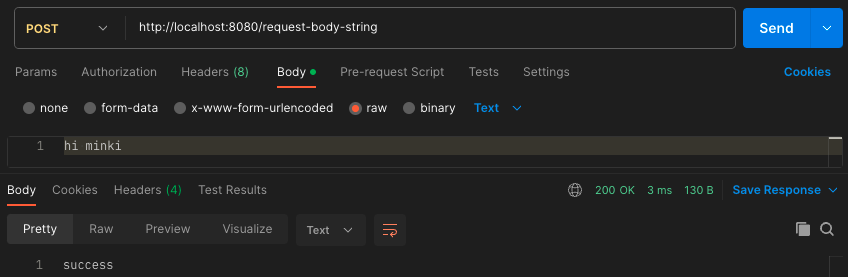 POST http://localhost:8080/request-body-string Send
Params Authorization Headers (8) Body Pre-request Script Tests Settings Cookies
none form-data x-www-form-urlencoded raw binary Text
1 hi minki
Body Cookies Headers (4) Test Results 200 OK 3 ms 130 B Save Response
Pretty Raw Preview Visualize Text
1 success